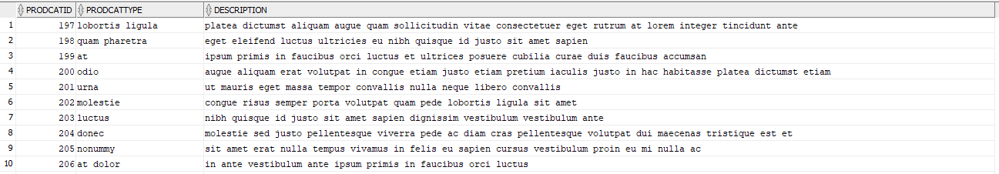 PRODCATID PRODCATTYPE DESCRIPTION
1 197 lobortis ligula platea dictumst aliquam augue quam sollicitudin vitae consectetuer eget rutrum at lorem integer tincidunt ante
2 198 quam pharetra eget eleifend luctus ultricies eu nibh quisque id justo sit amet sapien
3 199 at ipsum primis in faucibus orci luctus et ultrices posuere cubilia curae duis faucibus accumsan
4 200 odio augue aliquam erat volutpat in congue etiam justo etiam pretium iaculis justo in hac habitasse platea dictumst etiam
5 201 urna ut mauris eget massa tempor convallis nulla neque libero convallis
6 202 molestie congue risus semper porta volutpat quam pede lobortis ligula sit amet
7 203 luctus nibh quisque id justo sit amet sapien dignissim vestibulum vestibulum ante
8 204 donec molestie sed justo pellentesque viverra pede ac diam cras pellentesque volutpat dui maecenas tristique est et
9 205 nonummy sit amet erat nulla tempus vivamus in felis eu sapien cursus vestibulum proin eu mi nulla ac
10 206 at dolor in ante vestibulum ante ipsum primis in faucibus orci luctus